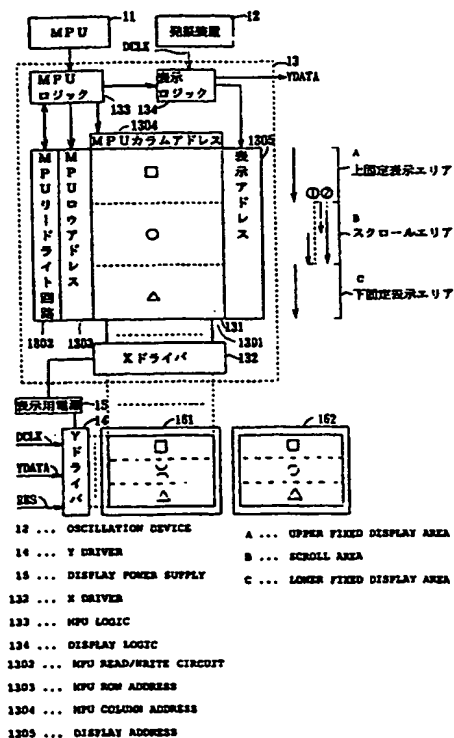 11
12
MPU
発振装置
DCLK
13
MPU
ロジック
表示
ロジック
YDATA
133 134
1304
1305
MPUカラムアドレス
MPUリードライト回路
MPUロウアドレス
□
○
△
表示アドレス
A
上固定表示エリア
①②
B
スクロールエリア
C
下固定表示エリア
1302
1303
131
1301
Xドライバ
132
表示用電源
15
14
161
162
DCLK
YDATA
RES
Yドライバ
□
△
□
△
12 ... OSCILLATION DEVICE
14 ... Y DRIVER
15 ... DISPLAY POWER SUPPLY
132 ... X DRIVER
133 ... MPU LOGIC
134 ... DISPLAY LOGIC
1302 ... MPU READ/WRITE CIRCUIT
1303 ... MPU ROW ADDRESS
1304 ... MPU COLUMN ADDRESS
1305 ... DISPLAY ADDRESS
A ... UPPER FIXED DISPLAY AREA
B ... SCROLL AREA
C ... LOWER FIXED DISPLAY AREA